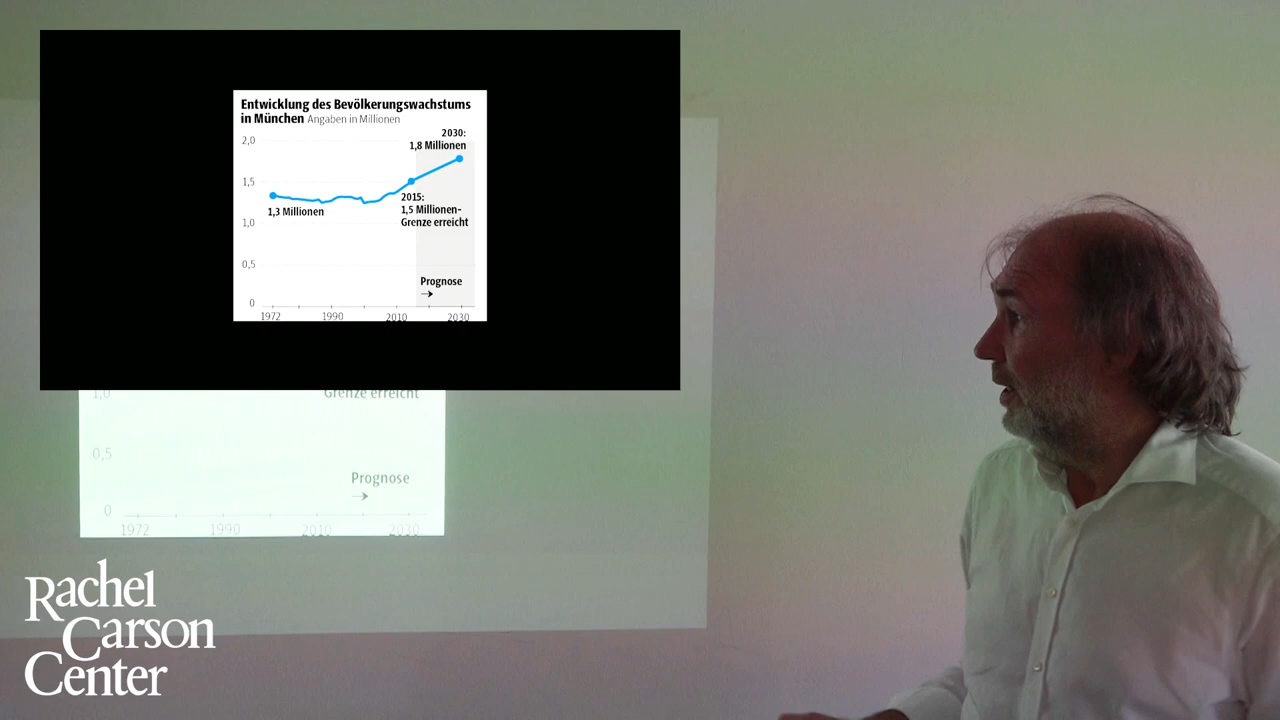 Entwicklung des Bevölkerungswachstums
in München Angaben in Millionen
2,0
2030:
1,8 Millionen
1,5
2015:
1,5 Millionen-
Grenze erreicht
1,3 Millionen
1,0
0,5
Prognose
→
0
1972 1990 2010 2030
1,0 Grenze erreicht
0,5
Prognose
→
0
1972 1990 2010 2030
Rachel
Carson
Center